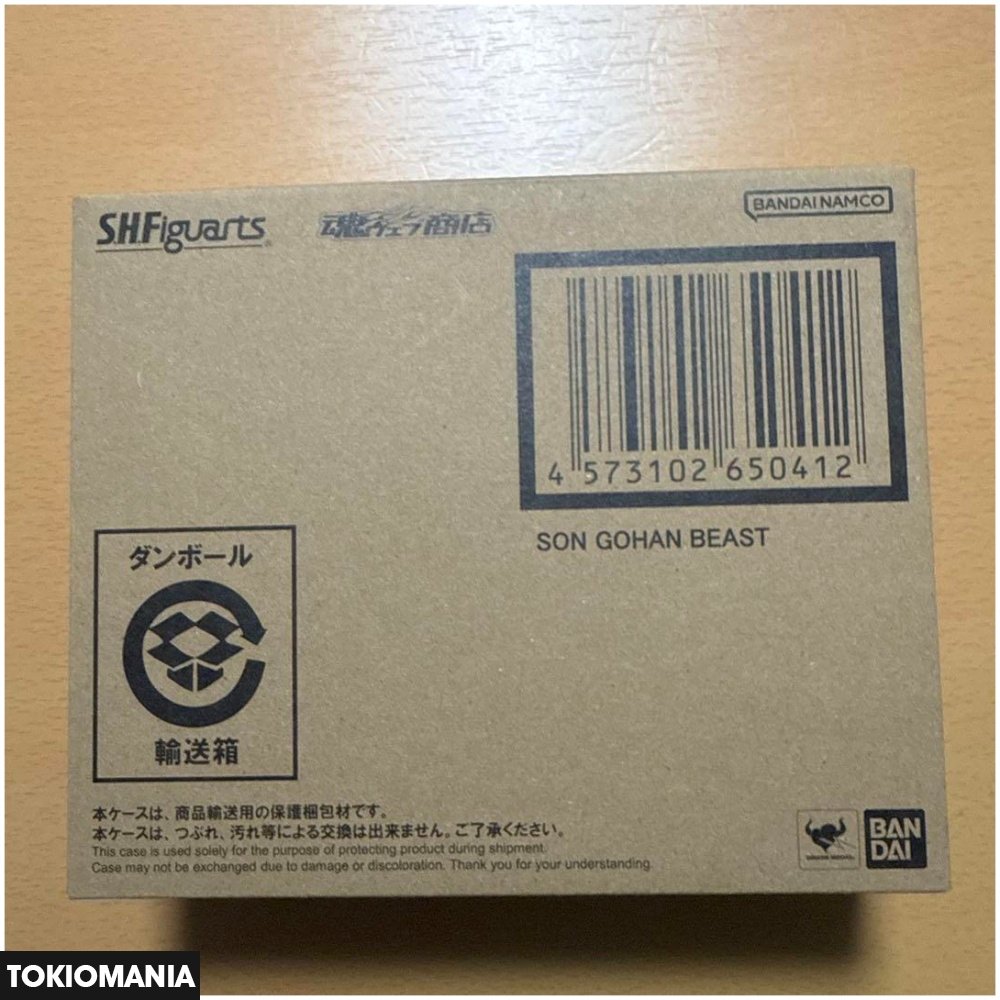 S.H.Figuarts
魂ウェブ商店
BANDAI NAMCO
4 573102 650412
SON GOHAN BEAST
ダンボール
輸送箱
本ケースは、商品輸送用の保護梱包材です。
本ケースは、つぶれ、汚れ等による交換は出来ません。ご了承ください。
This case is used solely for the purpose of protecting product during shipment.
Case may not be exchanged due to damage or discoloration. Thank you for your understanding.
BAN
DAI
TOKIOMANIA